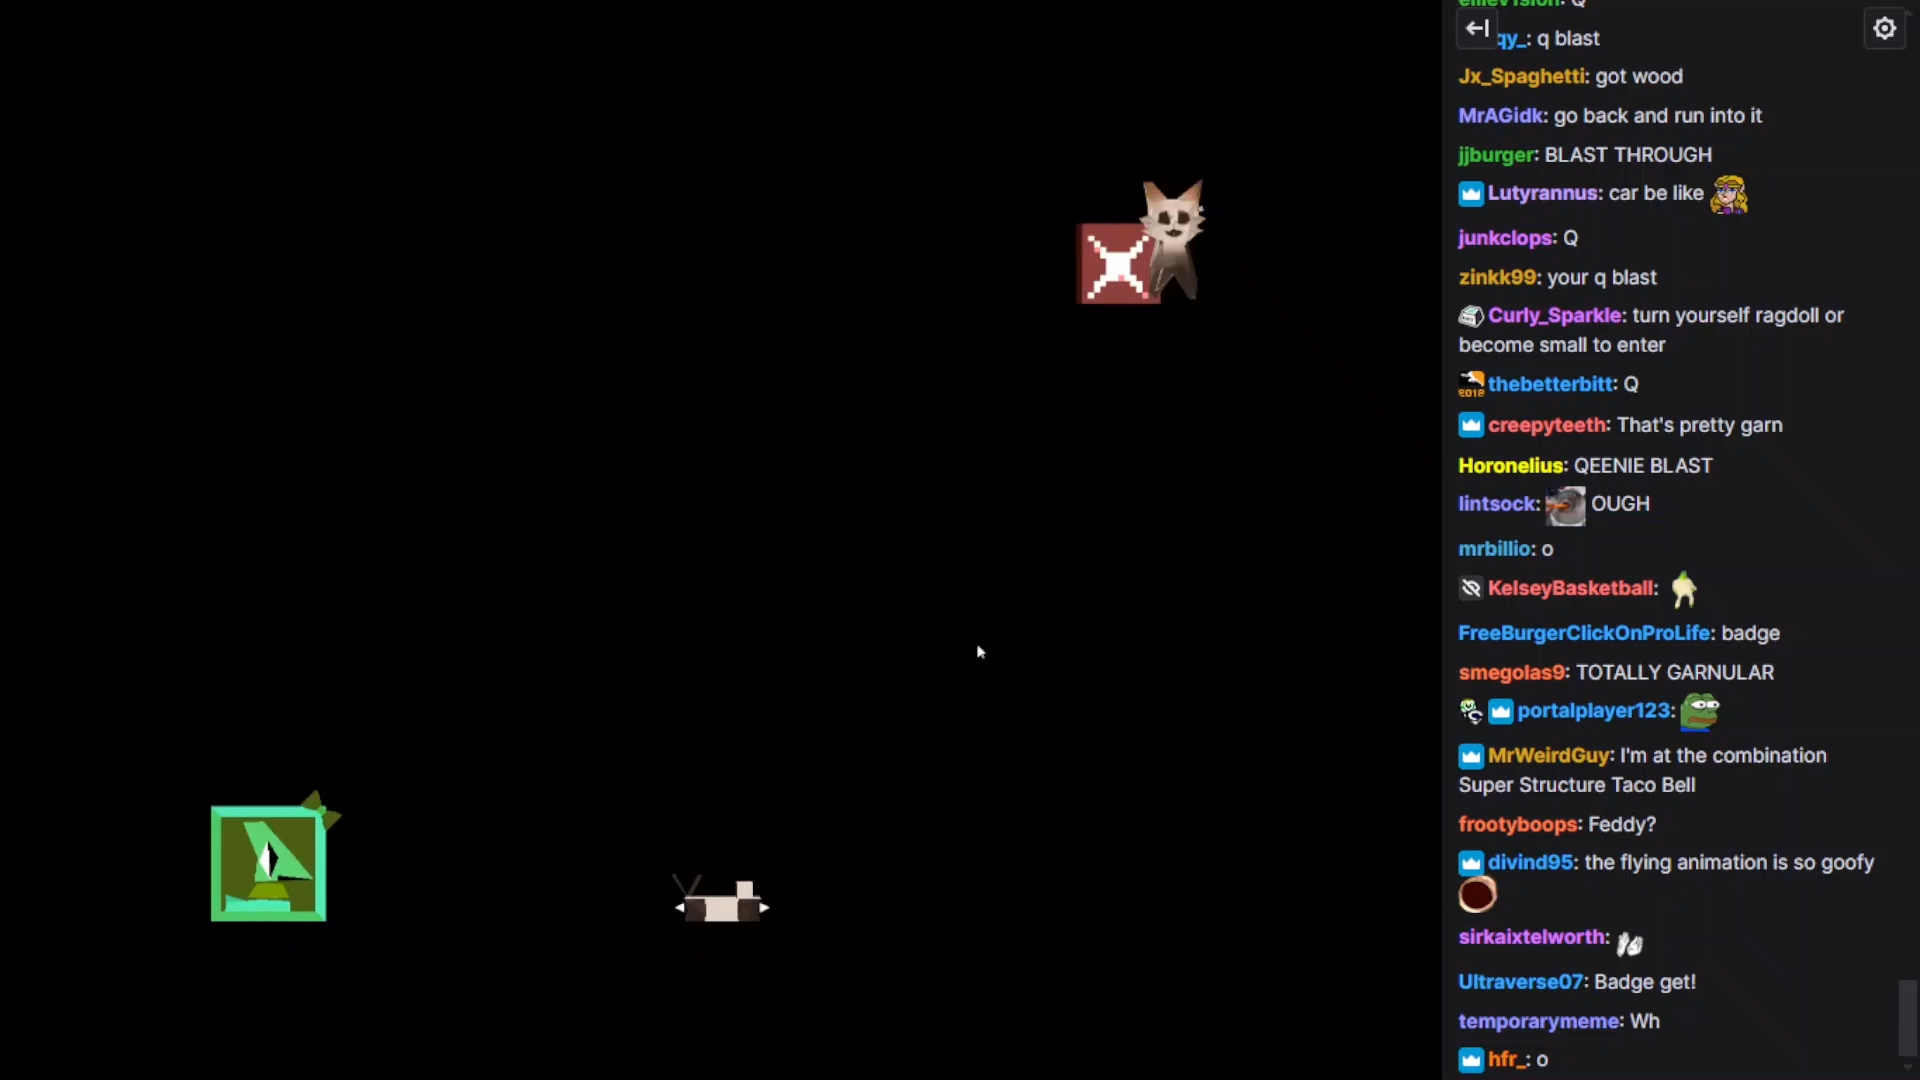 qy_: q blast
Jx_Spaghetti: got wood
MrAGidk: go back and run into it
jjburger: BLAST THROUGH
Lutyrannus: car be like
junkclops: Q
zinkk99: your q blast
Curly_Sparkle: turn yourself ragdoll or
become small to enter
thebetterbitt: Q
creepyteeth: That's pretty garn
Horonelius: QEENIE BLAST
lintsock: OUGH
mrbillio: o
KelseyBasketball:
FreeBurgerClickOnProLife: badge
smegolas9: TOTALLY GARNULAR
portalplayer123:
MrWeirdGuy: I'm at the combination
Super Structure Taco Bell
frootyboops: Feddy?
divind95: the flying animation is so goofy
sirkaixtelworth:
Ultraverse07: Badge get!
temporarymeme: Wh
hfr_: o